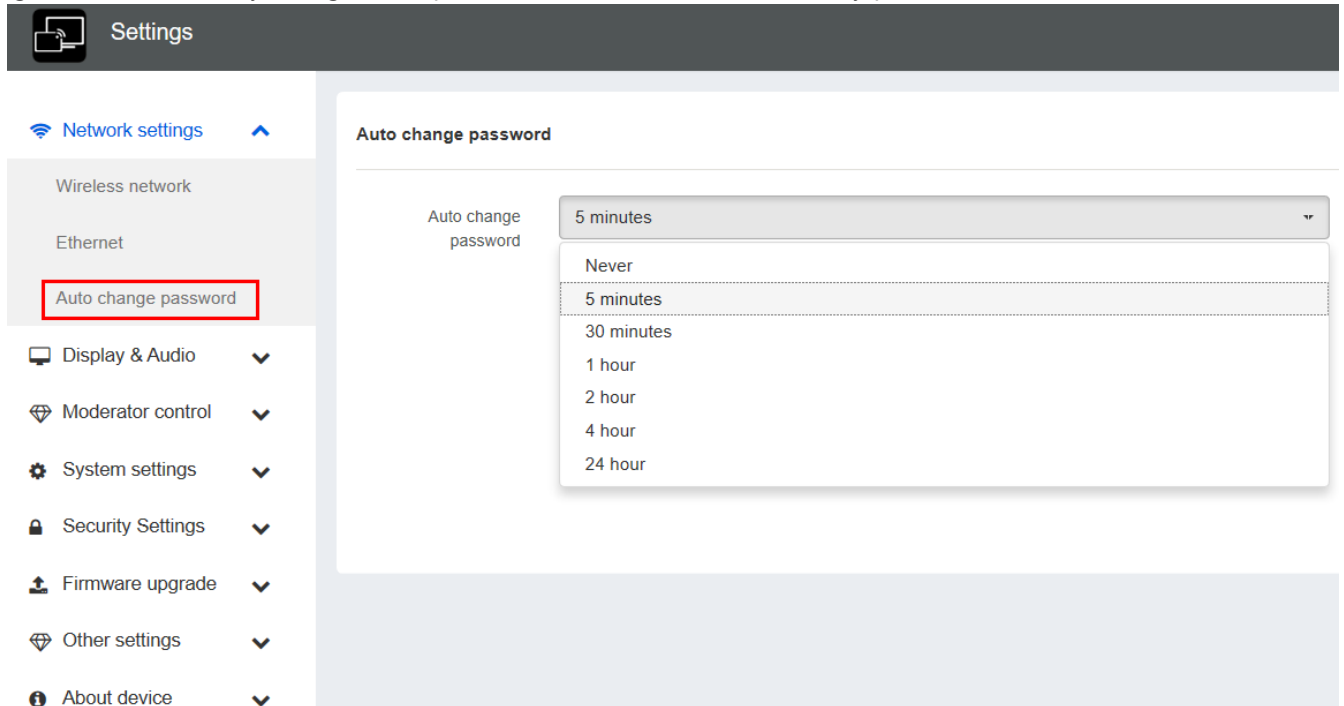 Settings
Network settings
Wireless network
Ethernet
Auto change password
Display & Audio
Moderator control
System settings
Security Settings
Firmware upgrade
Other settings
About device
Auto change password
Auto change
password
5 minutes
Never
5 minutes
30 minutes
1 hour
2 hour
4 hour
24 hour